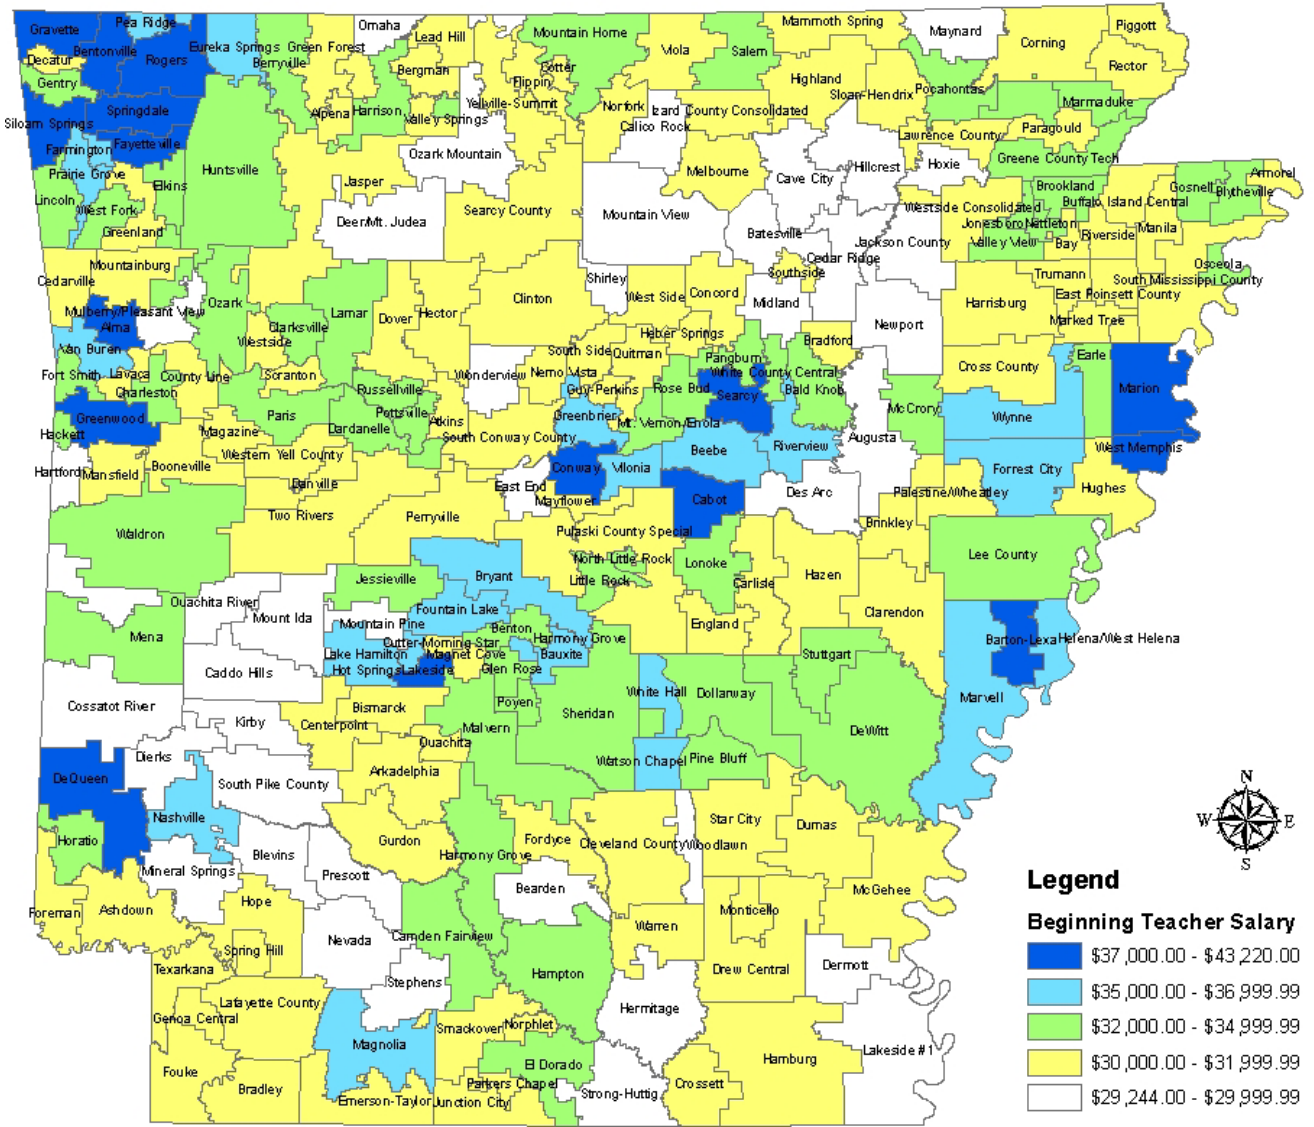 Gravette
Pea Ridge
Omaha
Lead Hill
Mountain Home
Viola
Salem
Mammoth Spring
Maynard
Corning
Piggott
Decatur
Bentonville
Rogers
Eureka Springs
Green Forest
Berryville
Bergman
Cotter
Flippin
Highland
Rector
Gentry
Sloan-Hendrix
Pocahontas
Marmaduke
Siloam Springs
Springdale
Alpena
Harrison
Valley Springs
Yellville-Summit
Norfork
Izard County Consolidated
Calico Rock
Lawrence County
Paragould
Farmington
Fayetteville
Ozark Mountain
Hillcrest
Hoxie
Greene County Tech
Prairie Grove
Elkins
Huntsville
Jasper
Melbourne
Cave City
Brookland
Gosnell
Blytheville
Armorel
Lincoln
West Fork
Greenland
Deer/Mt. Judea
Searcy County
Mountain View
Batesville
Westside Consolidated
Buffalo Island Central
Jonesboro
Nettleton
Valley View
Bay
Riverside
Manila
Jackson County
Cedar Ridge
Cedarville
Mountainburg
Southside
Osceola
Shirley
West Side
Concord
Midland
Trumann
South Mississippi County
East Poinsett County
Harrisburg
Marked Tree
Mulberry/Pleasant View
Alma
Ozark
Lamar
Dover
Hector
Clinton
Newport
Clarksville
Westside
Heber Springs
Bradford
Van Buren
South Side
Quitman
Pangburn
Earle
Fort Smith
Lavaca
County Line
Scranton
Wonderview
Nemo Vista
Guy-Perkins
Rose Bud
White County Central
Searcy
Bald Knob
Cross County
Marion
Charleston
Russellville
Greenwood
Paris
Pottsville
Atkins
Greenbrier
Mt. Vernon/Enola
McCrory
Wynne
Hackett
Magazine
Dardanelle
South Conway County
Beebe
Riverview
Augusta
West Memphis
Hartford
Mansfield
Booneville
Western Yell County
Danville
Conway
Vilonia
Forrest City
East End
Mayflower
Cabot
Des Arc
Palestine/Wheatley
Hughes
Waldron
Two Rivers
Perryville
Pulaski County Special
Brinkley
North Little Rock
Little Rock
Lonoke
Carlisle
Hazen
Lee County
Jessieville
Bryant
Ouachita River
Mount Ida
Fountain Lake
England
Clarendon
Mena
Mountain Pine
Benton
Harmony Grove
Cutter-Morning Star
Barton-Lexa
Helena/West Helena
Lake Hamilton
Magnet Cove
Bauxite
Stuttgart
Caddo Hills
Hot Springs
Lakeside
Glen Rose
White Hall
Dollarway
Marvell
Cossatot River
Bismarck
Poyen
Sheridan
Kirby
Centerpoint
Malvern
DeWitt
Dierks
Ouachita
Watson Chapel
Pine Bluff
DeQueen
South Pike County
Arkadelphia
Nashville
Star City
Dumas
Horatio
Gurdon
Fordyce
Cleveland County
Woodlawn
Blevins
Harmony Grove
Mineral Springs
Prescott
Bearden
McGehee
Foreman
Ashdown
Hope
Monticello
Warren
Spring Hill
Nevada
Camden Fairview
Texarkana
Hampton
Drew Central
Dermott
Stephens
Lafayette County
Genoa Central
Hermitage
Magnolia
Smackover
Norphlet
Lakeside #1
Fouke
El Dorado
Hamburg
Bradley
Parkers Chapel
Crossett
Emerson-Taylor
Junction City
Strong-Huttig
N
W
E
S
Legend
Beginning Teacher Salary
$37,000.00 - $43,220.00
$35,000.00 - $36,999.99
$32,000.00 - $34,999.99
$30,000.00 - $31,999.99
$29,244.00 - $29,999.99